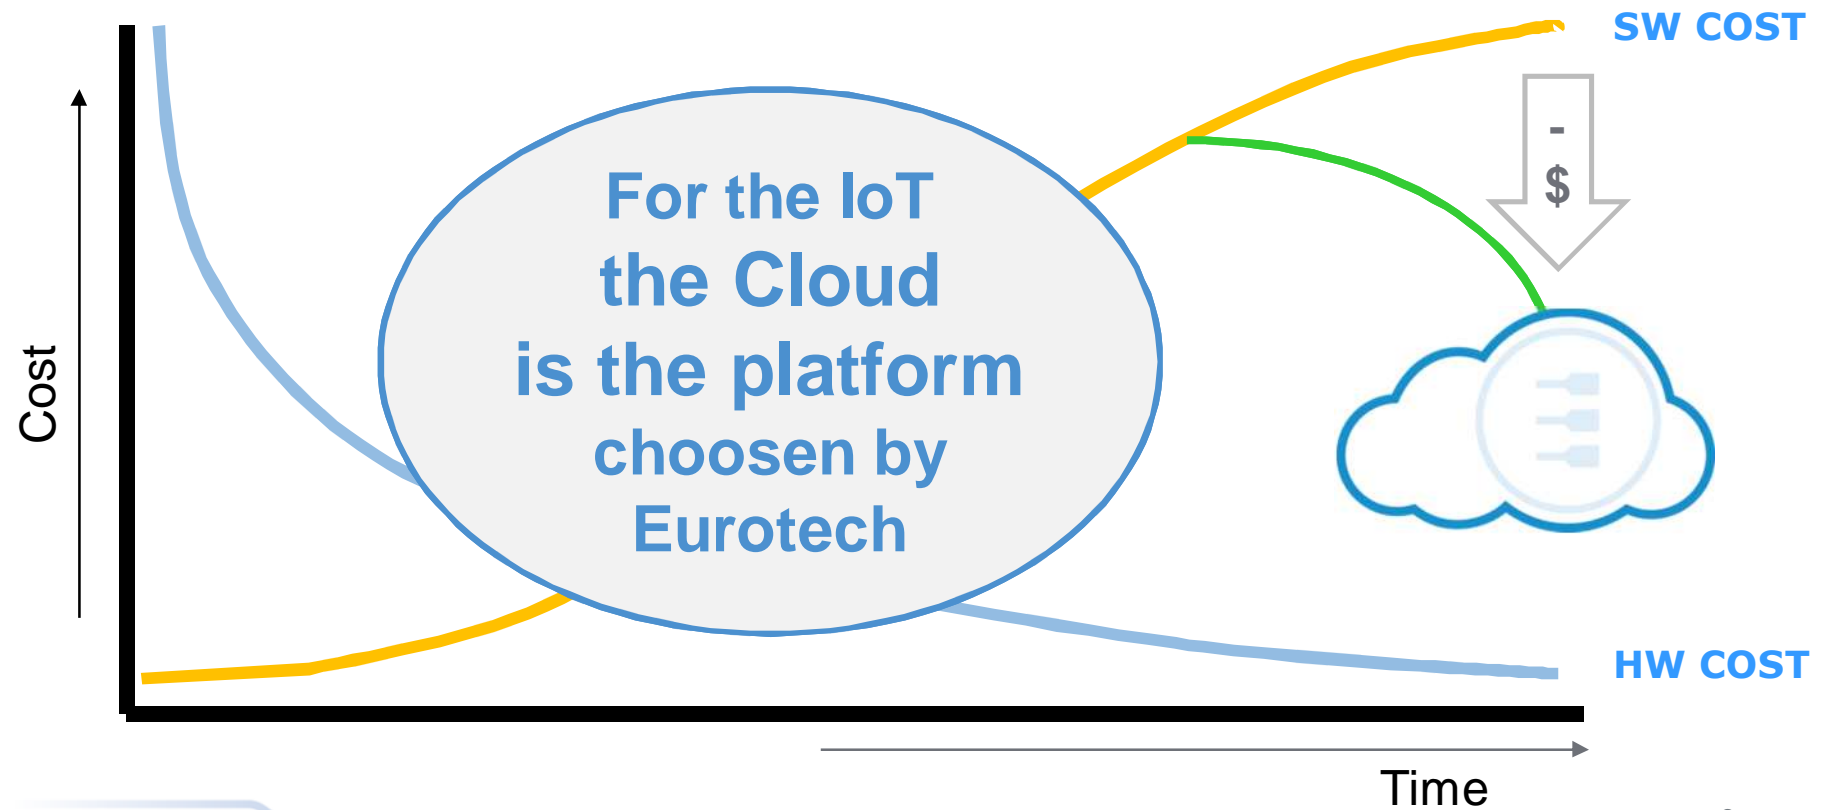 SW COST
-
$
For the IoT
the Cloud
is the platform
choosen by
Eurotech
Cost
HW COST
Time